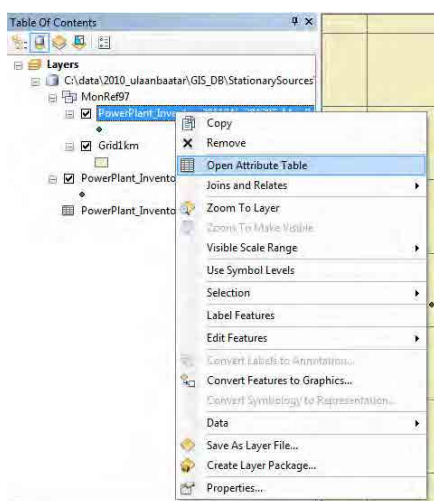 Table Of Contents
Layers
C:\data\2010_ulaanbaatar\GIS_DB\StationarySources
MonRef97
Grid1km
PowerPlant_Invento
PowerPlant_Invento
Copy
Remove
Open Attribute Table
Joins and Relates
Zoom To Layer
Zoom To Make Visible
Visible Scale Range
Use Symbol Levels
Selection
Label Features
Edit Features
Convert Labels to Annotation...
Convert Features to Graphics...
Convert Symbology to Representation...
Data
Save As Layer File...
Create Layer Package...
Properties...